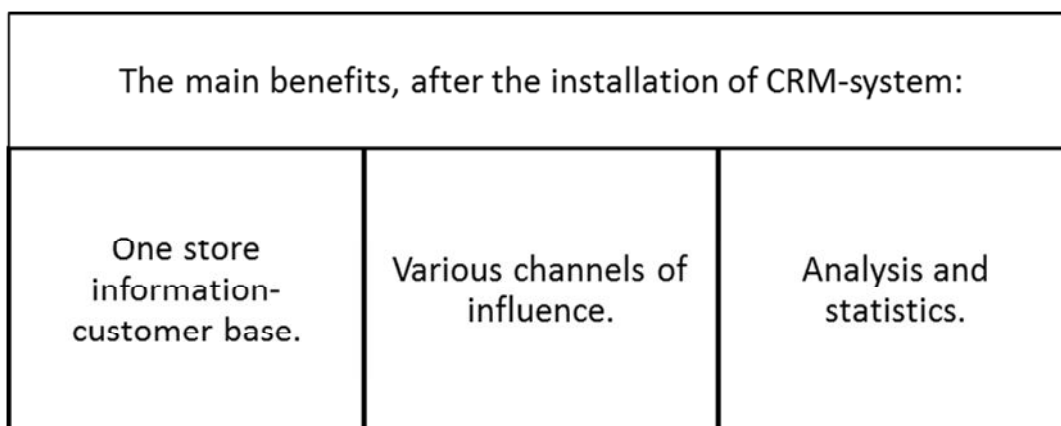 The main benefits, after the installation of CRM-system:
One store
information-
customer base.
Various channels of
influence.
Analysis and
statistics.